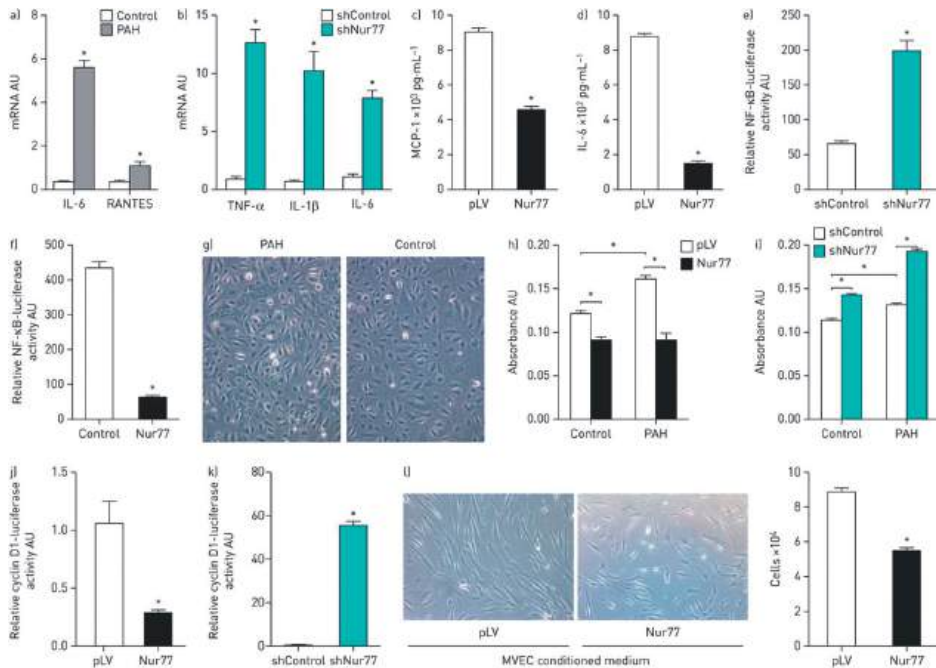 a)
Control
PAH
mRNA AU
8
6
4
2
0
*
*
IL-6
RANTES
b)
shControl
shNur77
mRNA AU
15
10
5
0
*
*
*
TNF-α
IL-1β
IL-6
c)
MCP-1 ×10³ pg·mL⁻¹
10
8
6
4
2
0
*
pLV
Nur77
d)
IL-6 ×10² pg·mL⁻¹
10
8
6
4
2
0
*
pLV
Nur77
e)
Relative NF-κB-luciferase
activity AU
250
200
150
100
50
0
*
shControl
shNur77
f)
Relative NF-κB-luciferase
activity AU
500
400
300
200
100
0
*
Control
Nur77
g)
PAH
Control
h)
pLV
Nur77
Absorbance AU
0.20
0.15
0.10
0.05
0.00
*
*
*
Control
PAH
i)
shControl
shNur77
Absorbance AU
0.20
0.15
0.10
0.05
0.00
*
*
*
Control
PAH
j)
Relative cyclin D1-luciferase
activity AU
1.5
1.0
0.5
0.0
*
pLV
Nur77
k)
Relative cyclin D1-luciferase
activity AU
80
60
40
20
0
*
shControl
shNur77
l)
pLV
Nur77
MVEC conditioned medium
Cells ×10⁴
10
8
6
4
2
0
*
pLV
Nur77